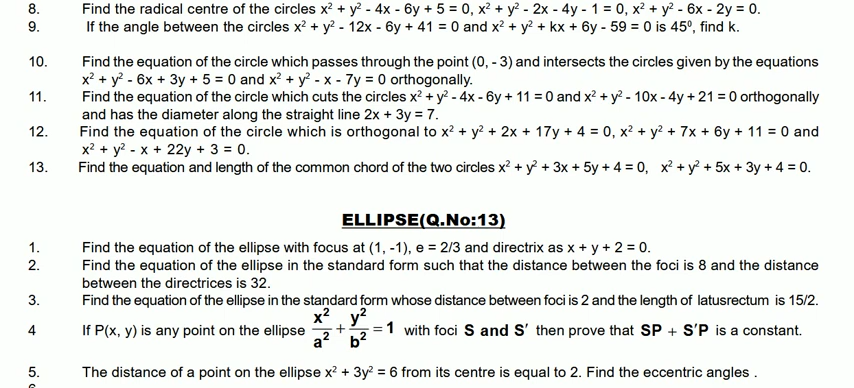 8. Find the radical centre of the circles x² + y² - 4x - 6y + 5 = 0, x² + y² - 2x - 4y - 1 = 0, x² + y² - 6x - 2y = 0.
9. If the angle between the circles x² + y² - 12x - 6y + 41 = 0 and x² + y² + kx + 6y - 59 = 0 is 45⁰, find k.
10. Find the equation of the circle which passes through the point (0, - 3) and intersects the circles given by the equations
x² + y² - 6x + 3y + 5 = 0 and x² + y² - x - 7y = 0 orthogonally.
11. Find the equation of the circle which cuts the circles x² + y² - 4x - 6y + 11 = 0 and x² + y² - 10x - 4y + 21 = 0 orthogonally
and has the diameter along the straight line 2x + 3y = 7.
12. Find the equation of the circle which is orthogonal to x² + y² + 2x + 17y + 4 = 0, x² + y² + 7x + 6y + 11 = 0 and
x² + y² - x + 22y + 3 = 0.
13. Find the equation and length of the common chord of the two circles x² + y² + 3x + 5y + 4 = 0, x² + y² + 5x + 3y + 4 = 0.
ELLIPSE(Q.No:13)
1. Find the equation of the ellipse with focus at (1, -1), e = 2/3 and directrix as x + y + 2 = 0.
2. Find the equation of the ellipse in the standard form such that the distance between the foci is 8 and the distance
between the directrices is 32.
3. Find the equation of the ellipse in the standard form whose distance between foci is 2 and the length of latusrectum is 15/2.
4 If P(x, y) is any point on the ellipse x²/a² + y²/b² = 1 with foci S and S′ then prove that SP + S′P is a constant.
5. The distance of a point on the ellipse x² + 3y² = 6 from its centre is equal to 2. Find the eccentric angles .